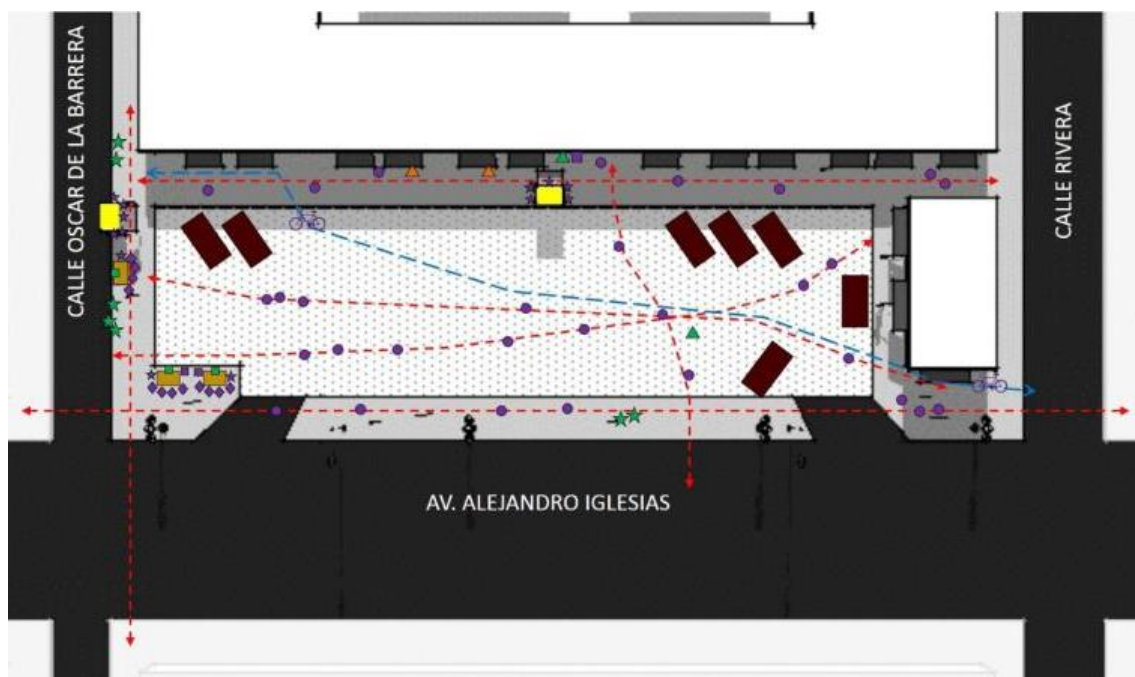 CALLE OSCAR DE LA BARRERA
CALLE RIVERA
AV. ALEJANDRO IGLESIAS